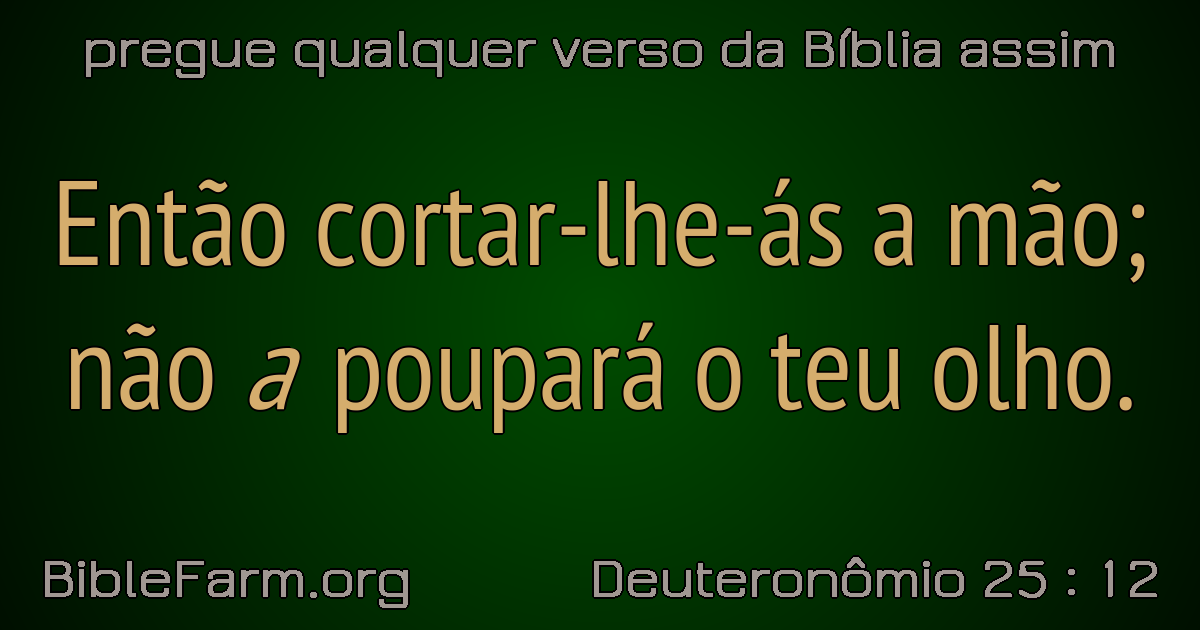 pregue qualquer verso da Bíblia assim
Então cortar-lhe-ás a mão;
não a poupará o teu olho.
BibleFarm.org
Deuteronômio 25 : 12